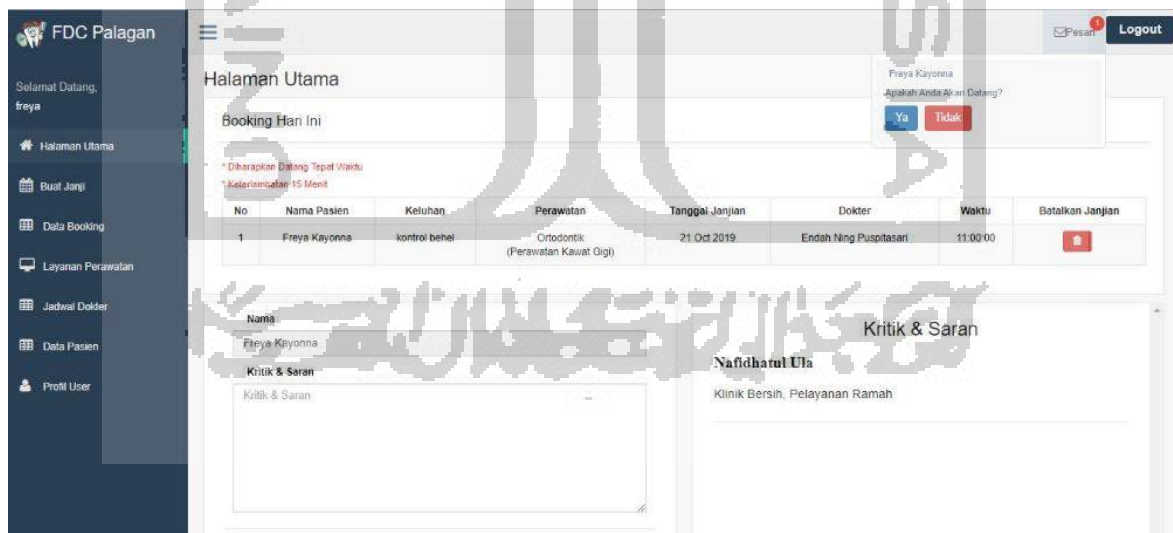 FDC Palagan
Pesan
1
Logout
Selamat Datang,
freya
Halaman Utama
Buat Janji
Data Booking
Layanan Perawatan
Jadwal Dokter
Data Pasien
Profil User
Halaman Utama
Freya Kayonna
Apakah Anda Akan Datang?
Ya Tidak
Booking Hari Ini
* Diharapkan Datang Tepat Waktu
* Keterlambatan 15 Menit
No Nama Pasien Keluhan Perawatan Tanggal Janjian Dokter Waktu Batalkan Janjian
1 Freya Kayonna kontrol behel Ortodontik 21 Oct 2019 Endah Ning Puspitasari 11:00:00
(Perawatan Kawat Gigi)
Nama
Freya Kayonna
Kritik & Saran
Kritik & Saran
Kritik & Saran
Nafidhatul Ula
Klinik Bersih, Pelayanan Ramah